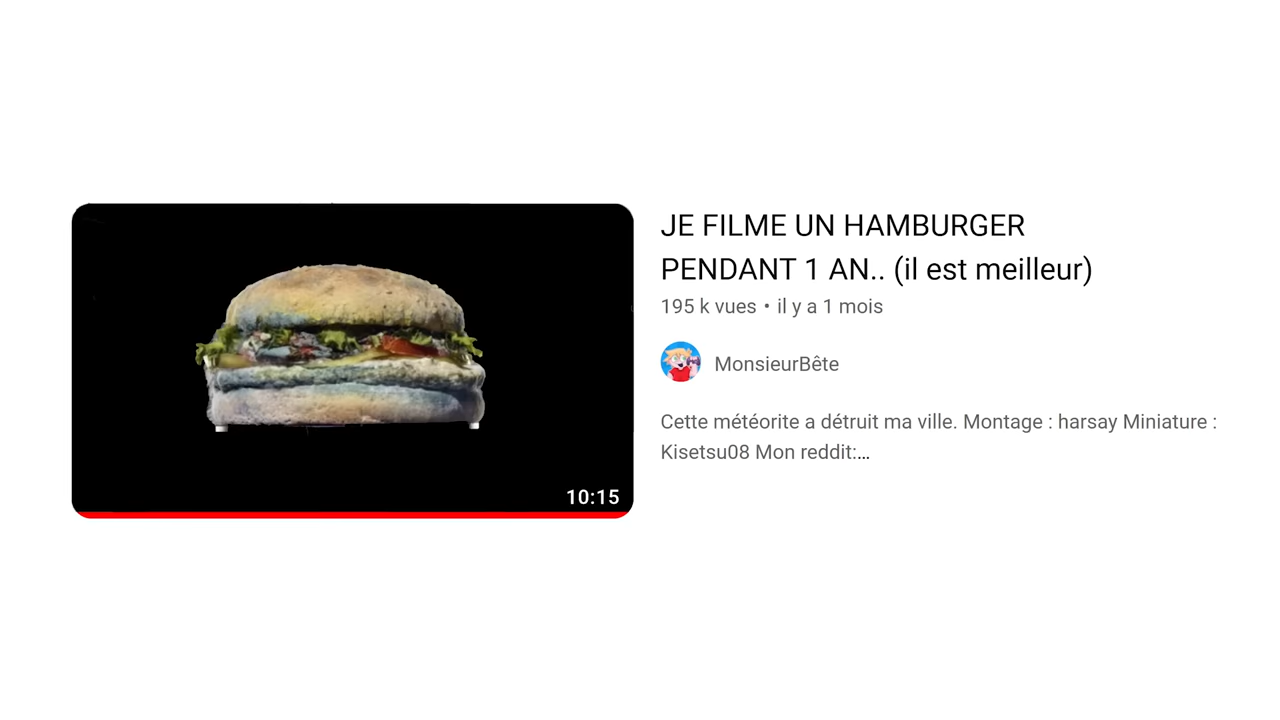 JE FILME UN HAMBURGER
PENDANT 1 AN.. (il est meilleur)
195 k vues • il y a 1 mois
MonsieurBête
Cette météorite a détruit ma ville. Montage : harsay Miniature :
Kisetsu08 Mon reddit:...
10:15